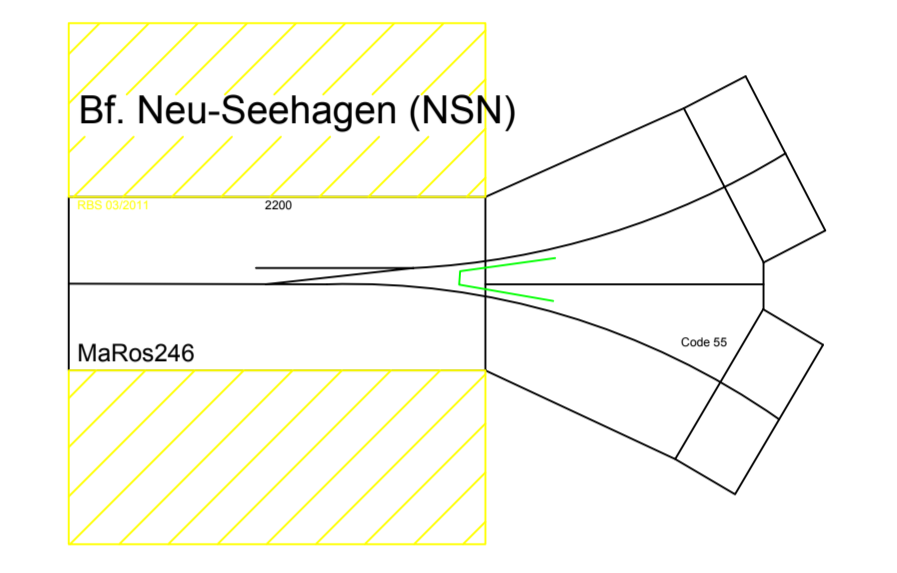 Bf. Neu-Seehagen (NSN)
RBS 03/2011
2200
Code 55
MaRos246